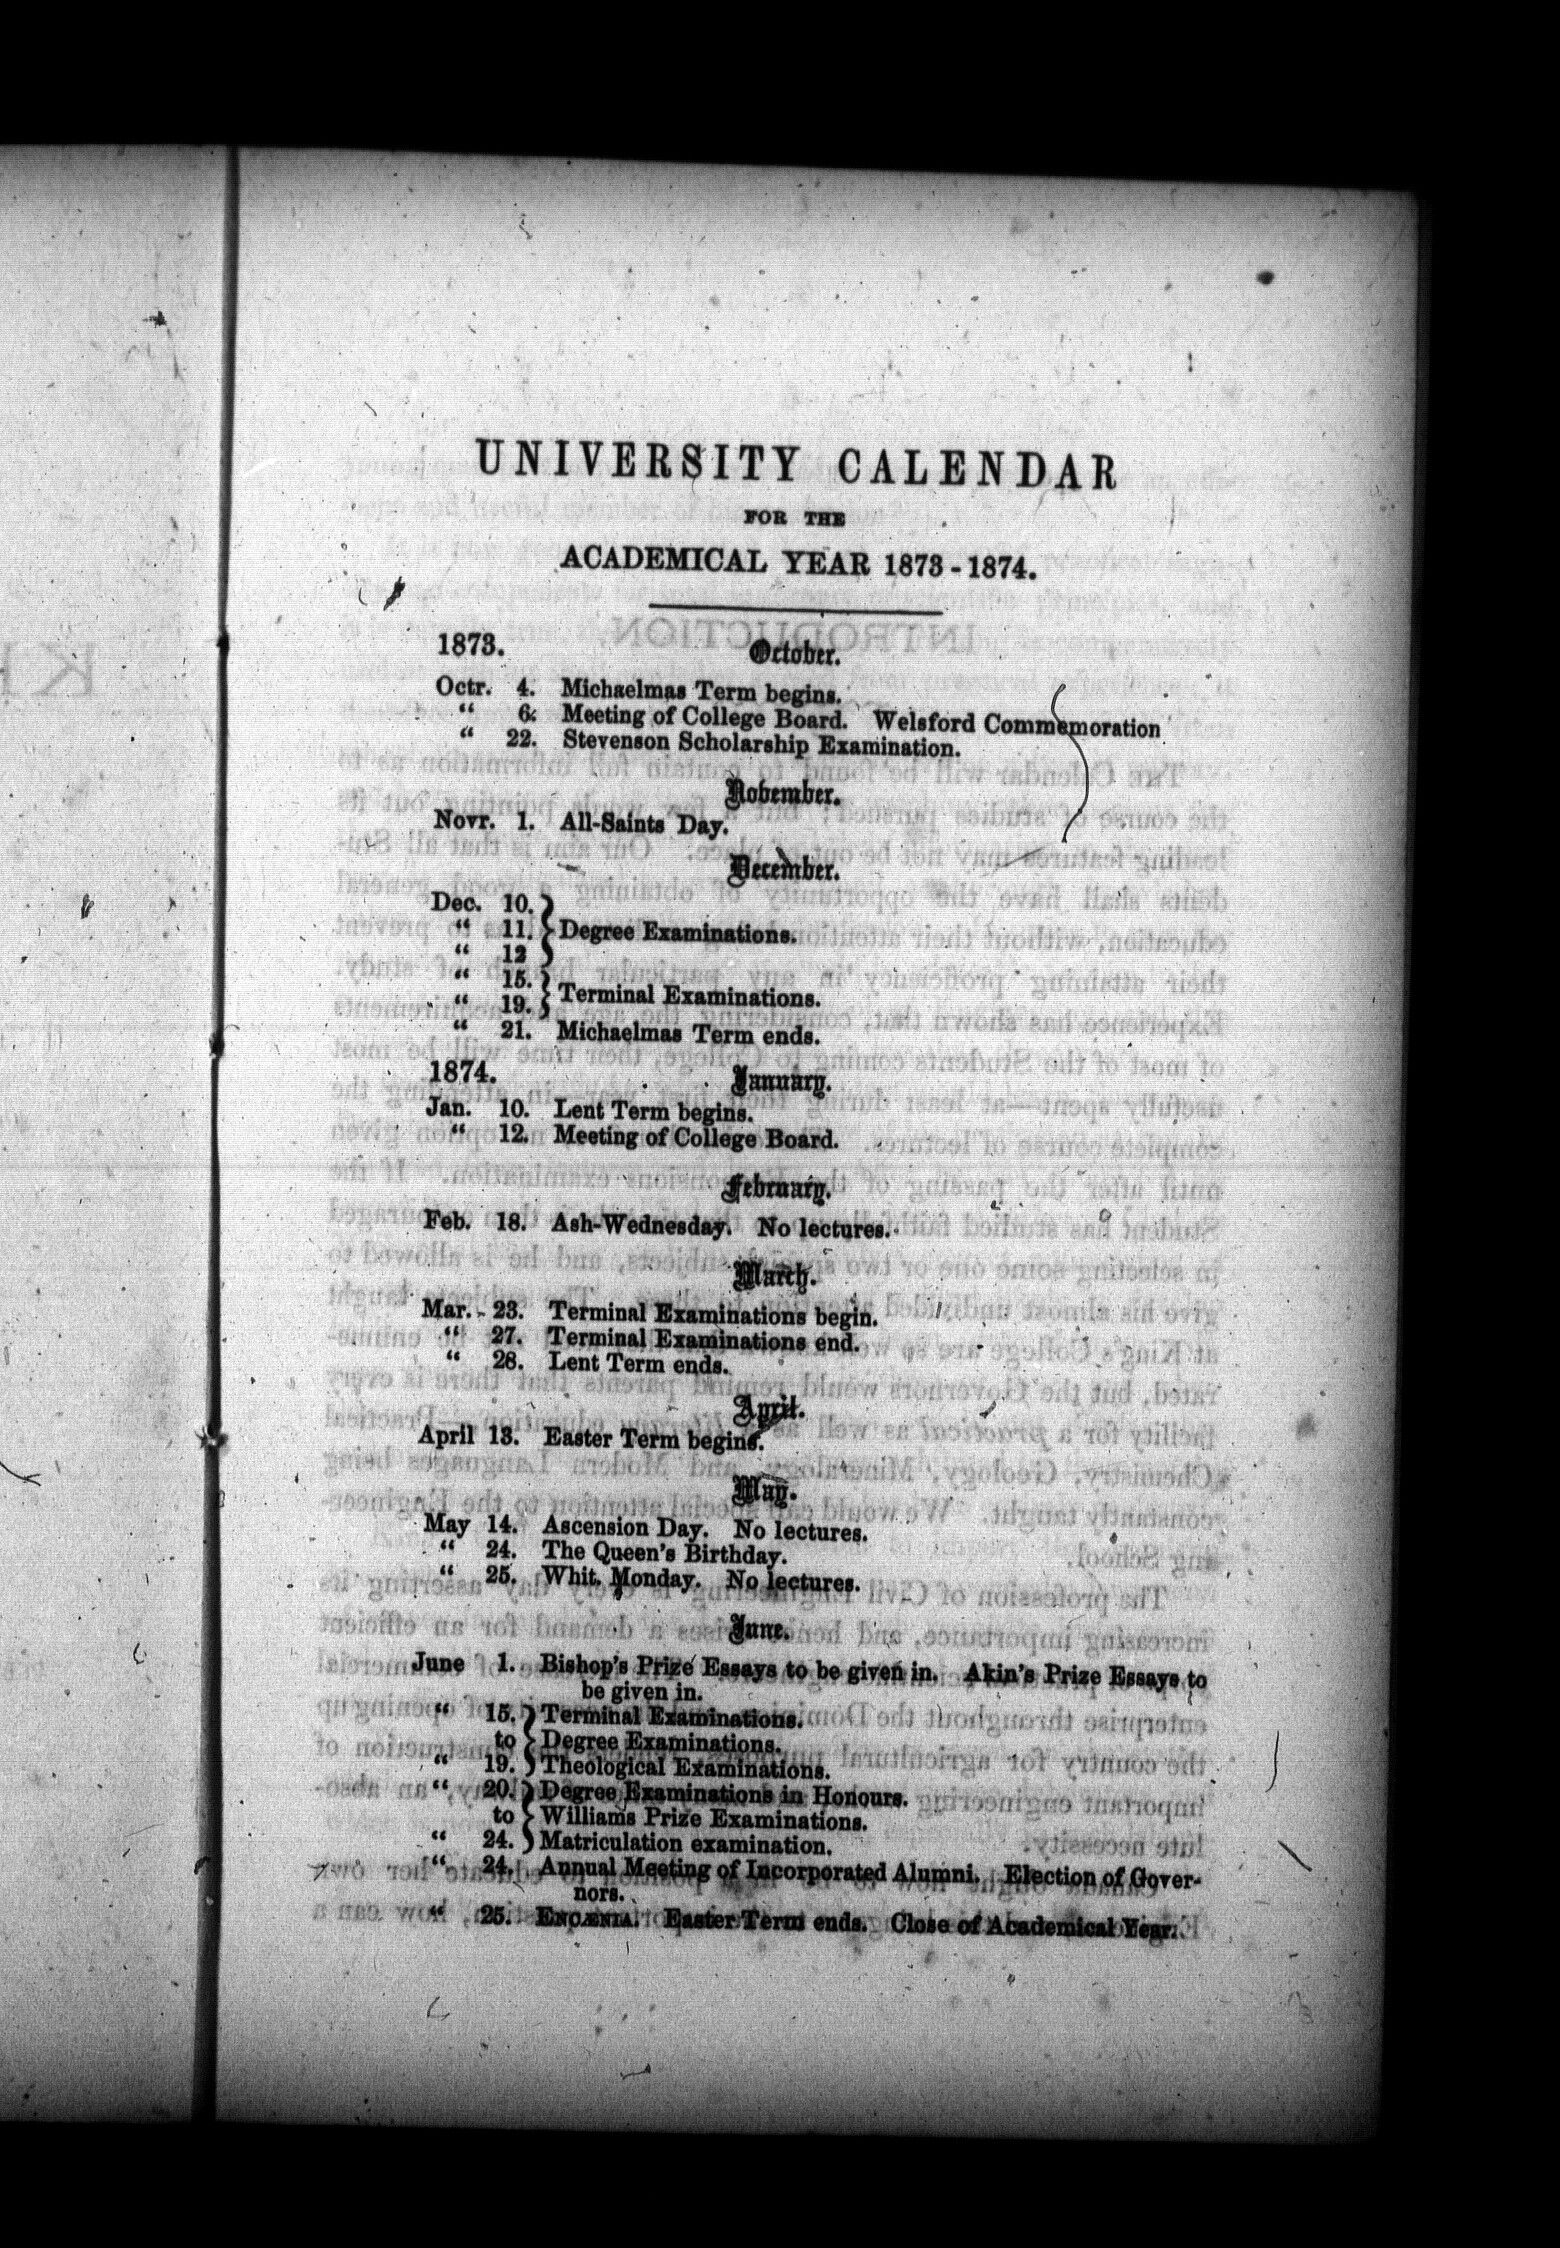 UNIVERSITY CALENDAR
FOR THE
ACADEMICAL YEAR 1873-1874.
1873. October.
Octr. 4. Michaelmas Term begins.
“ 6. Meeting of College Board. Welsford Commemoration
“ 22. Stevenson Scholarship Examination.
November.
Novr. 1. All-Saints Day.
December.
Dec. 10.
“ 11. Degree Examinations.
“ 12
“ 15.
Terminal Examinations.
“ 19.
“ 21. Michaelmas Term ends.
1874. January.
Jan. 10. Lent Term begins.
“ 12. Meeting of College Board.
February.
Feb. 18. Ash-Wednesday. No lectures.
March.
Mar. 23. Terminal Examinations begin.
“ 27. Terminal Examinations end.
“ 28. Lent Term ends.
April.
April 13. Easter Term begins.
May.
May 14. Ascension Day. No lectures.
“ 24. The Queen's Birthday.
“ 25. Whit. Monday. No lectures.
June.
June 1. Bishop's Prize Essays to be given in. Akin's Prize Essays to
be given in.
“ 15. Terminal Examinations.
to Degree Examinations.
“ 19. Theological Examinations.
“ 20. Degree Examinations in Honours.
to Williams Prize Examinations.
“ 24. Matriculation examination.
“ 24. Annual Meeting of Incorporated Alumni. Election of Gover-
nors.
“ 25. ENCÆNIA. Easter Term ends. Close of Academical Year.